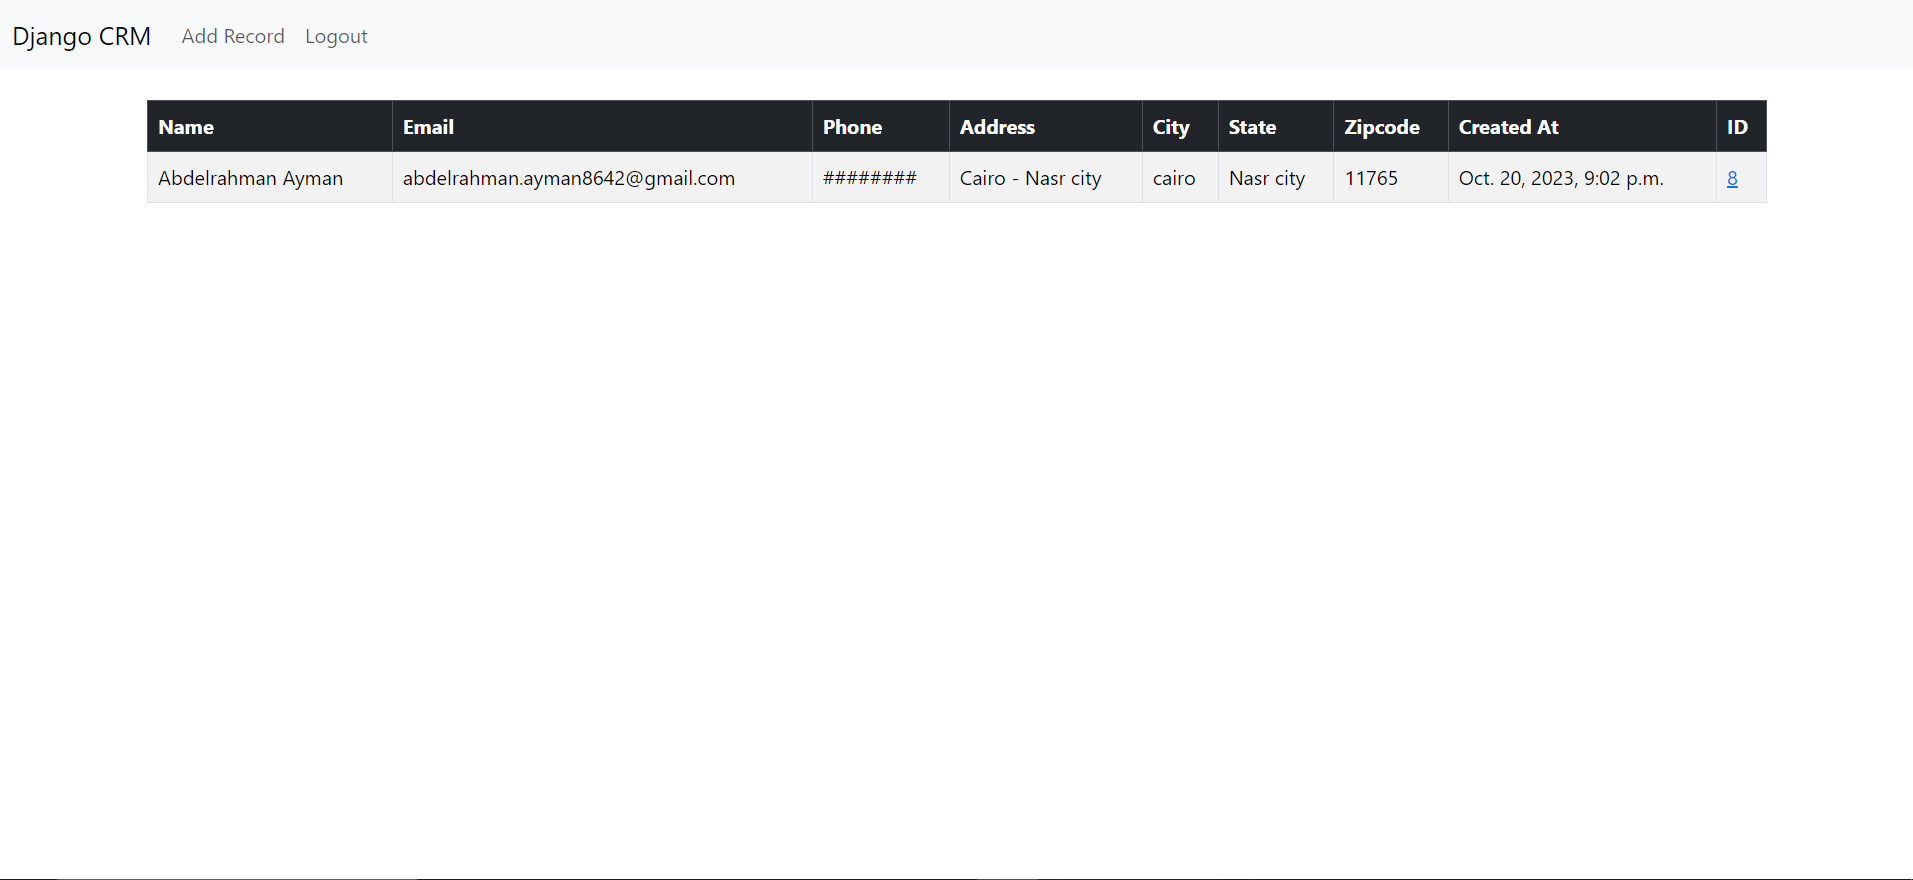 Django CRM Add Record Logout
Name Email Phone Address City State Zipcode Created At ID
Abdelrahman Ayman abdelrahman.ayman8642@gmail.com ######## Cairo - Nasr city cairo Nasr city 11765 Oct. 20, 2023, 9:02 p.m. 8